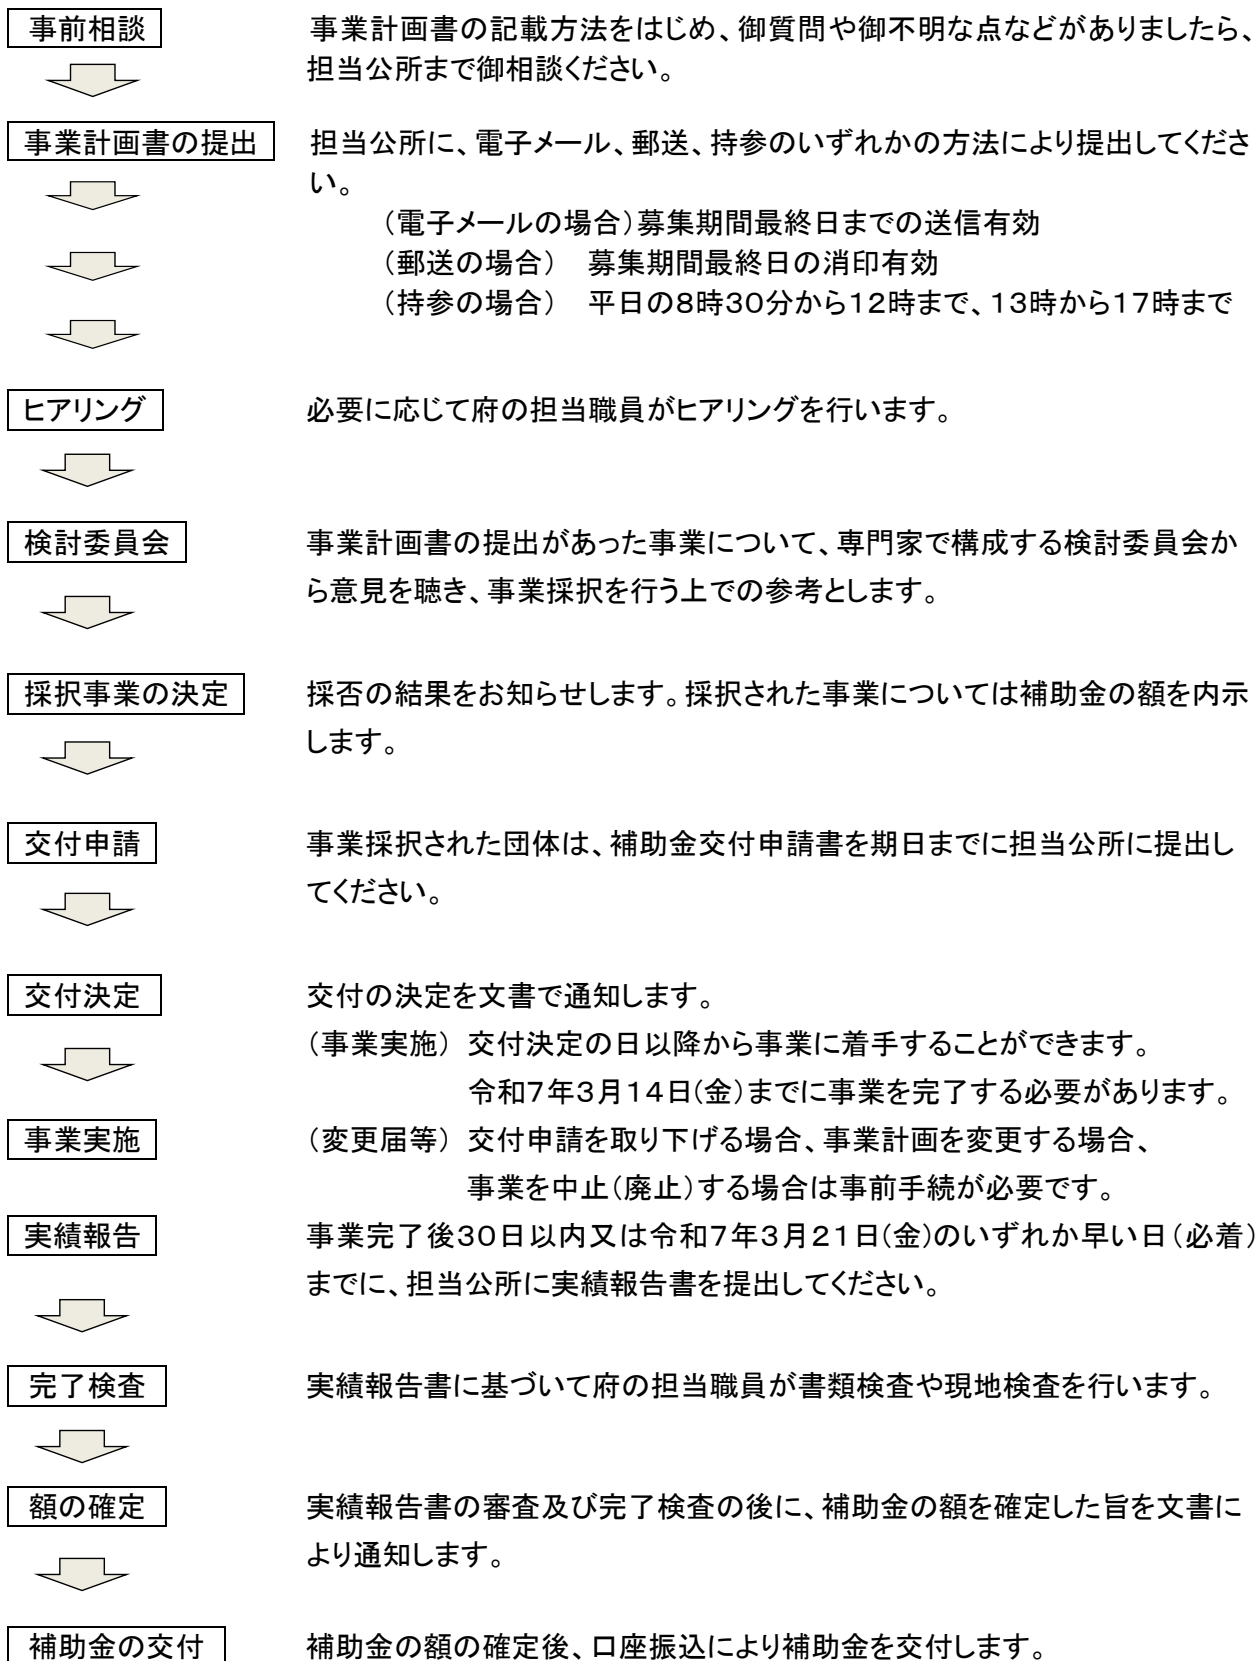 事前相談
事業計画書の記載方法をはじめ、御質問や御不明な点などがありましたら、
担当公所まで御相談ください。
事業計画書の提出
担当公所に、電子メール、郵送、持参のいずれかの方法により提出してくださ
い。
（電子メールの場合）募集期間最終日までの送信有効
（郵送の場合）　募集期間最終日の消印有効
（持参の場合）　平日の８時３０分から１２時まで、１３時から１７時まで
ヒアリング
必要に応じて府の担当職員がヒアリングを行います。
検討委員会
事業計画書の提出があった事業について、専門家で構成する検討委員会か
ら意見を聴き、事業採択を行う上での参考とします。
採択事業の決定
採否の結果をお知らせします。採択された事業については補助金の額を内示
します。
交付申請
事業採択された団体は、補助金交付申請書を期日までに担当公所に提出し
てください。
交付決定
交付の決定を文書で通知します。
（事業実施）　交付決定の日以降から事業に着手することができます。
令和７年３月１４日(金)までに事業を完了する必要があります。
事業実施
（変更届等）　交付申請を取り下げる場合、事業計画を変更する場合、
事業を中止（廃止）する場合は事前手続が必要です。
実績報告
事業完了後３０日以内又は令和７年３月２１日(金)のいずれか早い日（必着）
までに、担当公所に実績報告書を提出してください。
完了検査
実績報告書に基づいて府の担当職員が書類検査や現地検査を行います。
額の確定
実績報告書の審査及び完了検査の後に、補助金の額を確定した旨を文書に
より通知します。
補助金の交付
補助金の額の確定後、口座振込により補助金を交付します。